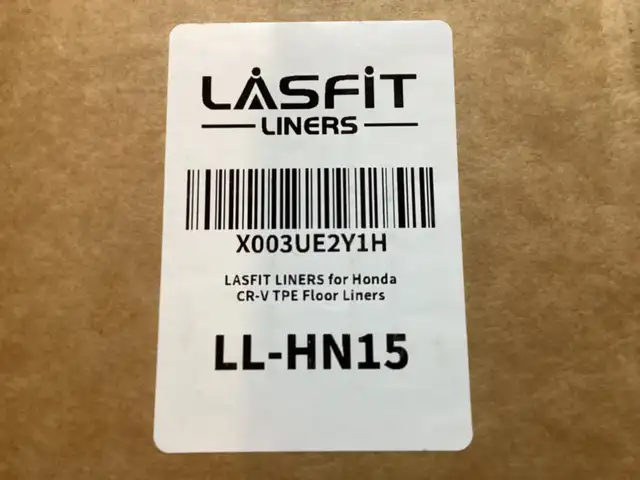 LASFIT
LINERS
X003UE2Y1H
LASFIT LINERS for Honda
CR-V TPE Floor Liners
LL-HN15